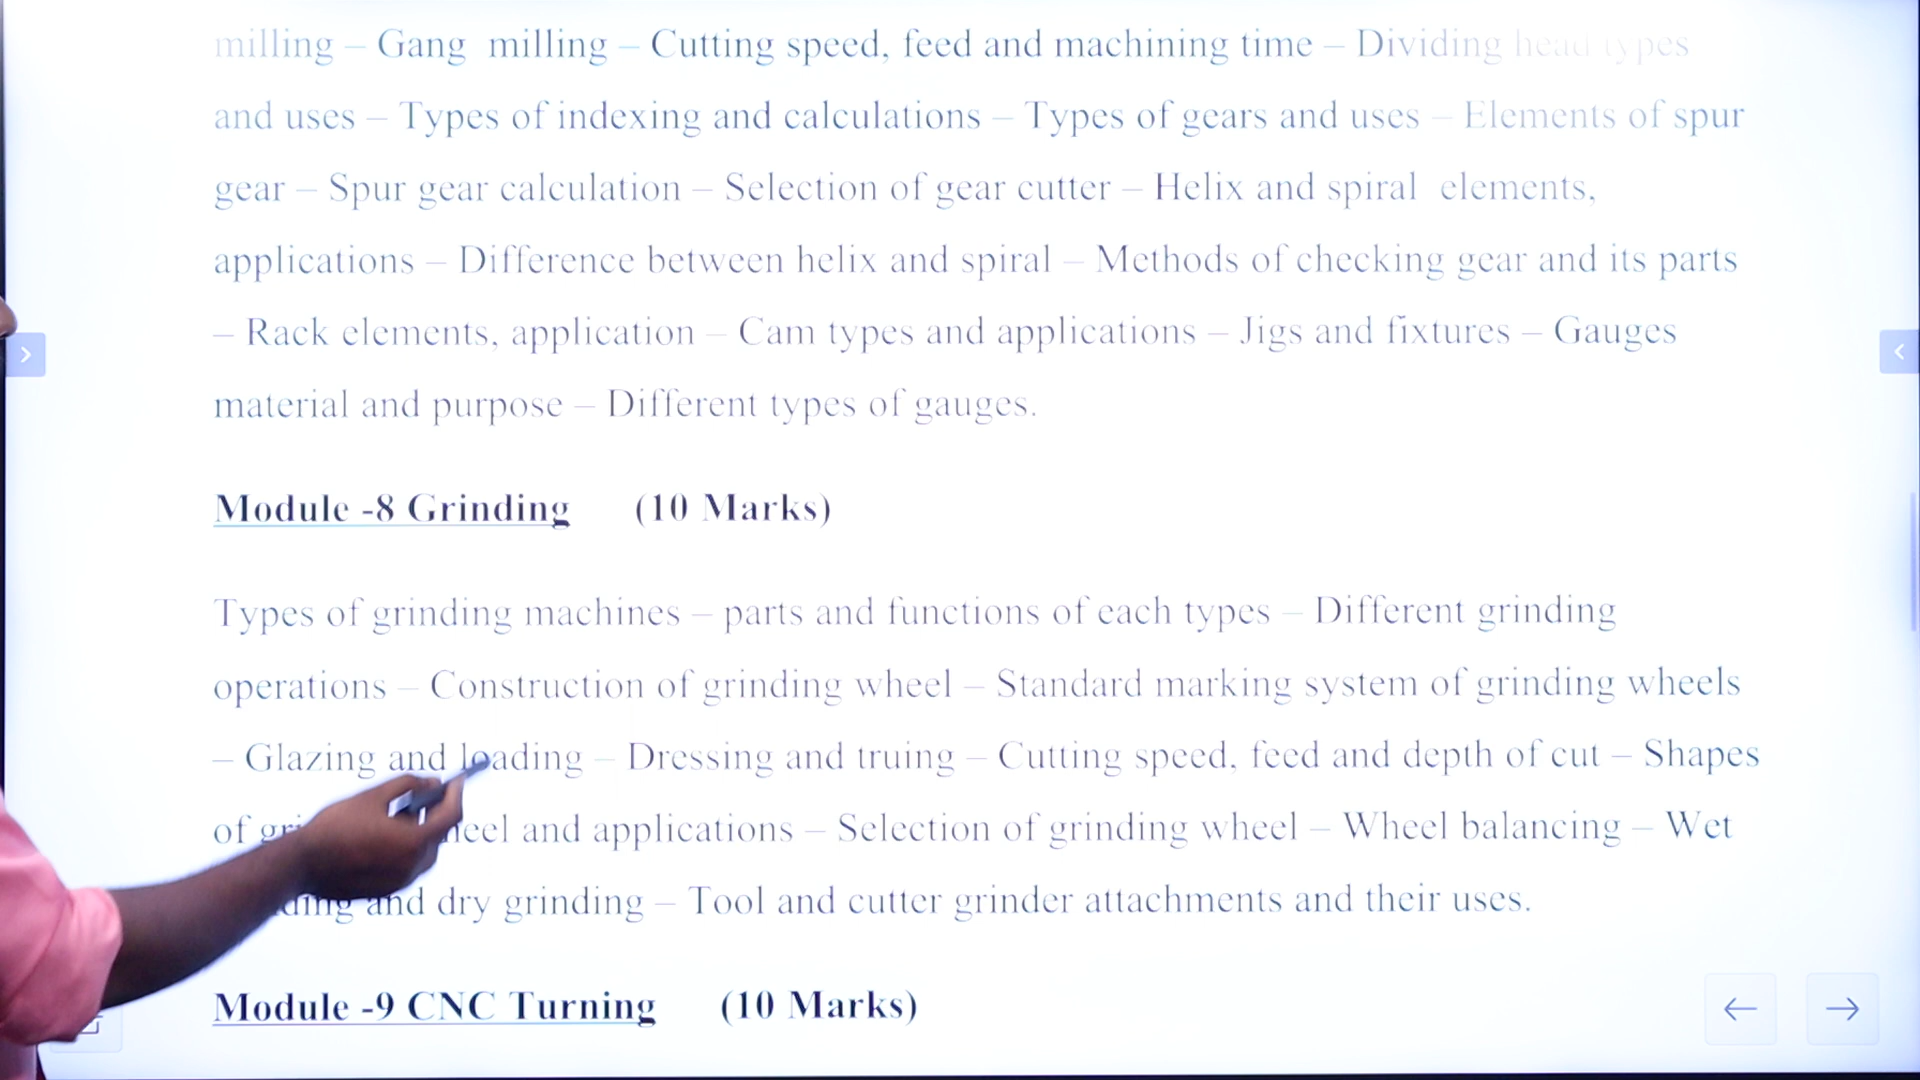 milling – Gang milling – Cutting speed, feed and machining time – Dividing head types
and uses – Types of indexing and calculations – Types of gears and uses – Elements of spur
gear – Spur gear calculation – Selection of gear cutter – Helix and spiral elements,
applications – Difference between helix and spiral – Methods of checking gear and its parts
– Rack elements, application – Cam types and applications – Jigs and fixtures – Gauges
material and purpose – Different types of gauges.
Module -8 Grinding (10 Marks)
Types of grinding machines – parts and functions of each types – Different grinding
operations – Construction of grinding wheel – Standard marking system of grinding wheels
– Glazing and loading – Dressing and truing – Cutting speed, feed and depth of cut – Shapes
of and applications – Selection of grinding wheel – Wheel balancing – Wet
and dry grinding – Tool and cutter grinder attachments and their uses.
Module -9 CNC Turning (10 Marks)